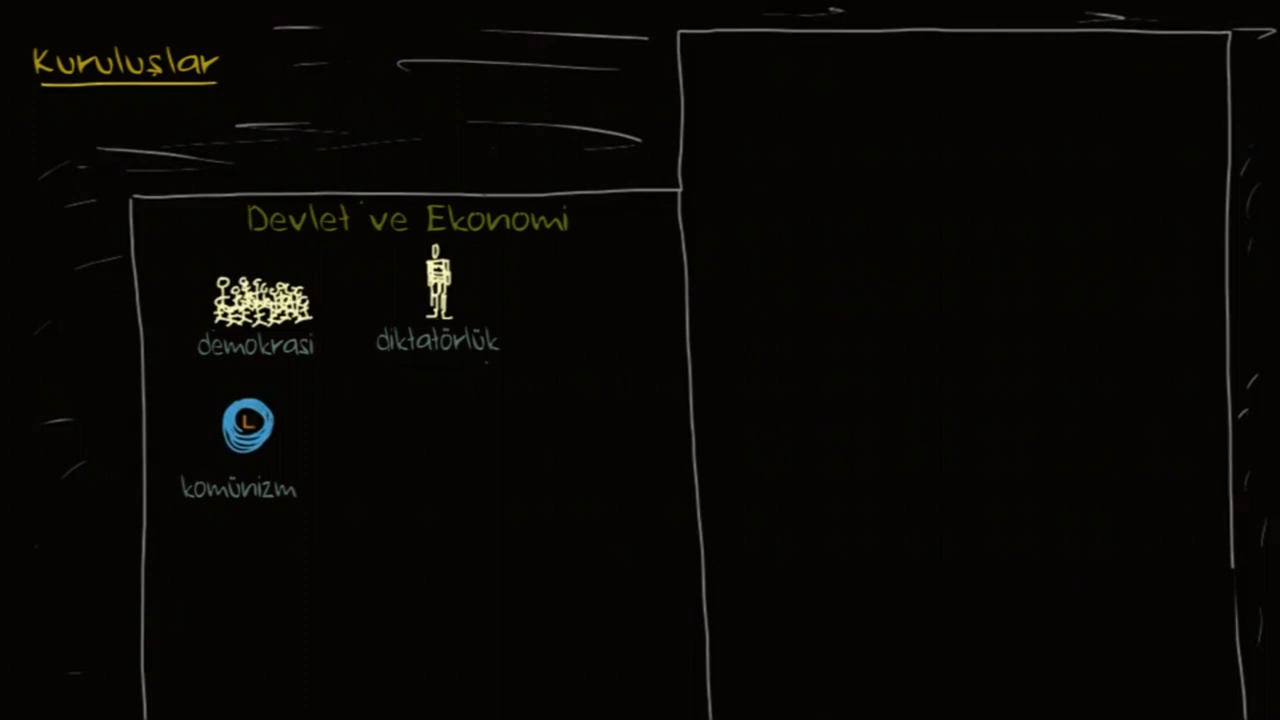 Kuruluşlar
Devlet ve Ekonomi
demokrasi
diktatörlük
L
komünizm